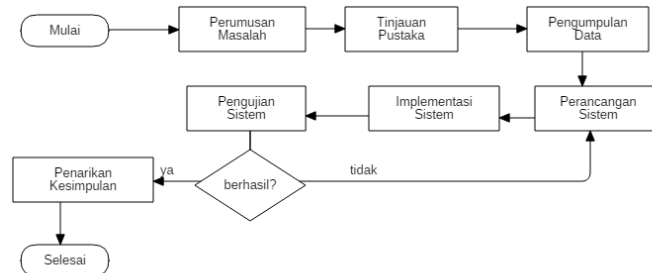 Mulai
Perumusan
Masalah
Tinjauan
Pustaka
Pengumpulan
Data
Pengujian
Sistem
Implementasi
Sistem
Perancangan
Sistem
Penarikan
Kesimpulan
ya
berhasil?
tidak
Selesai